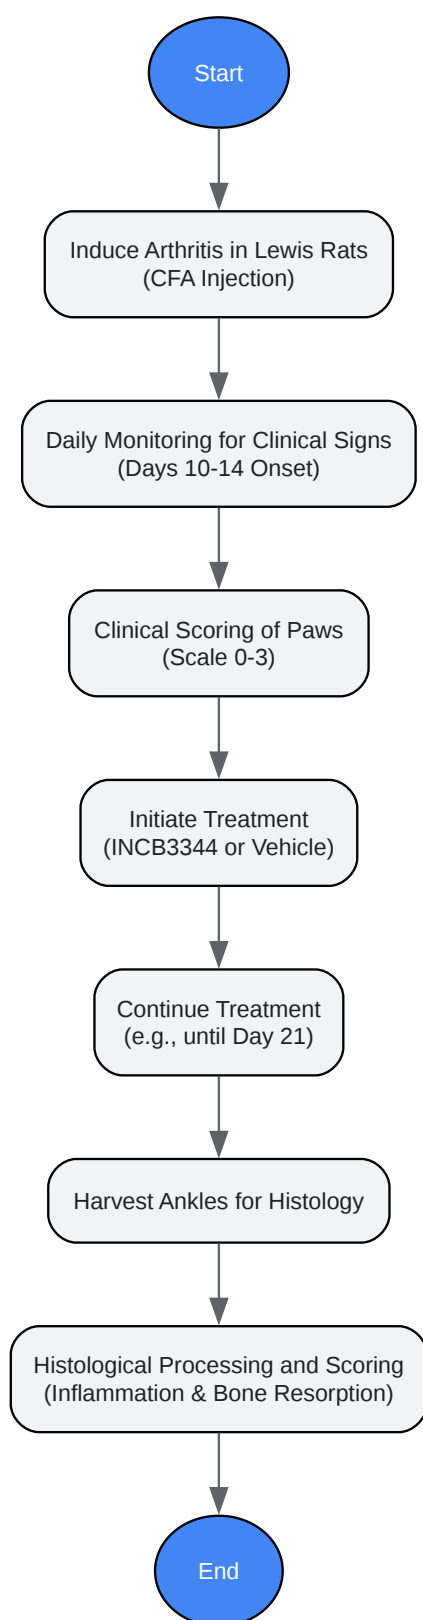 Start
Induce Arthritis in Lewis Rats
(CFA Injection)
Daily Monitoring for Clinical Signs
(Days 10-14 Onset)
Clinical Scoring of Paws
(Scale 0-3)
Initiate Treatment
(INCB3344 or Vehicle)
Continue Treatment
(e.g., until Day 21)
Harvest Ankles for Histology
Histological Processing and Scoring
(Inflammation & Bone Resorption)
End